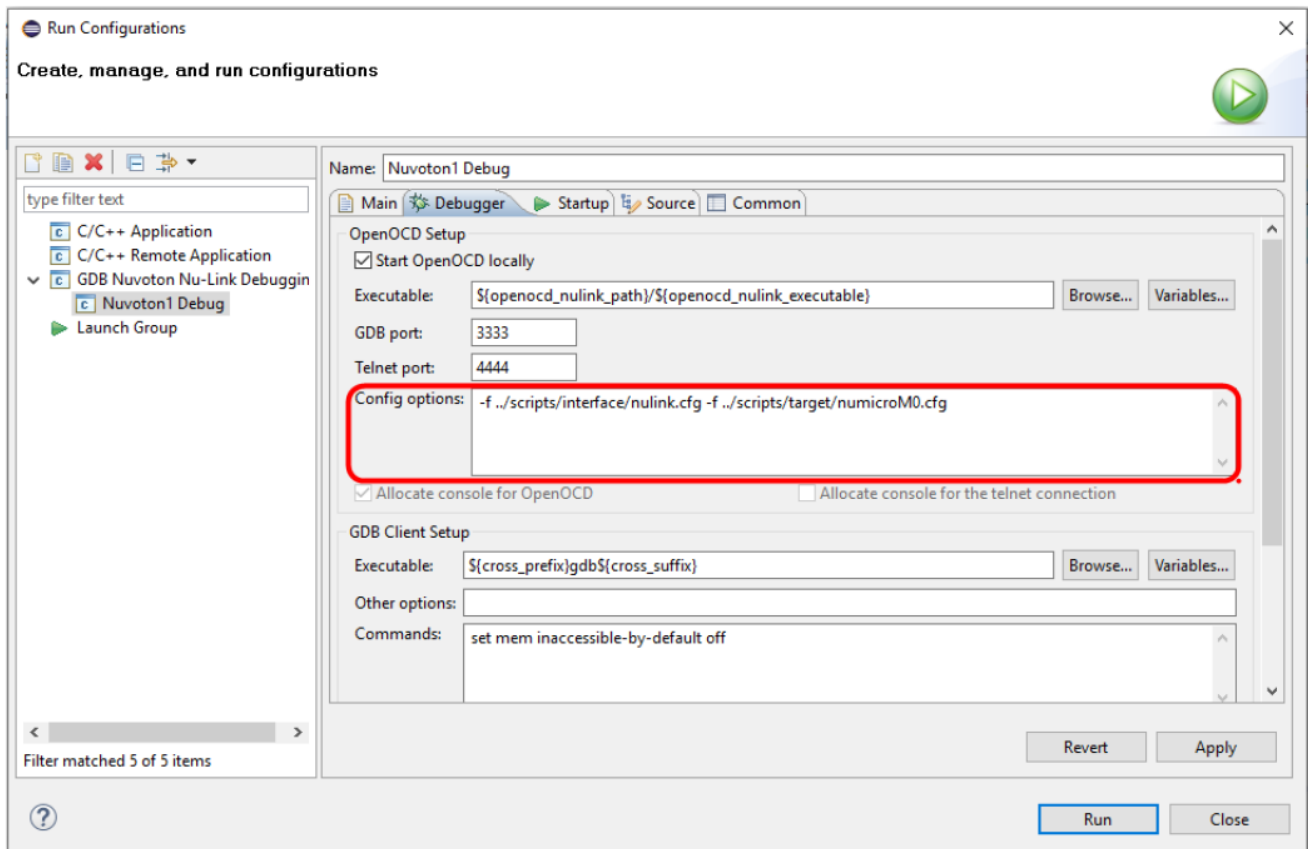 Run Configurations
Create, manage, and run configurations
type filter text
C/C++ Application
C/C++ Remote Application
GDB Nuvoton Nu-Link Debuggin
Nuvoton1 Debug
Launch Group
Filter matched 5 of 5 items
Name: Nuvoton1 Debug
Main Debugger Startup Source Common
OpenOCD Setup
Start OpenOCD locally
Executable: ${openocd_nulink_path}/${openocd_nulink_executable} Browse... Variables...
GDB port: 3333
Telnet port: 4444
Config options: -f ../scripts/interface/nulink.cfg -f ../scripts/target/numicroM0.cfg
Allocate console for OpenOCD Allocate console for the telnet connection
GDB Client Setup
Executable: ${cross_prefix}gdb${cross_suffix} Browse... Variables...
Other options:
Commands: set mem inaccessible-by-default off
Revert Apply
Run Close